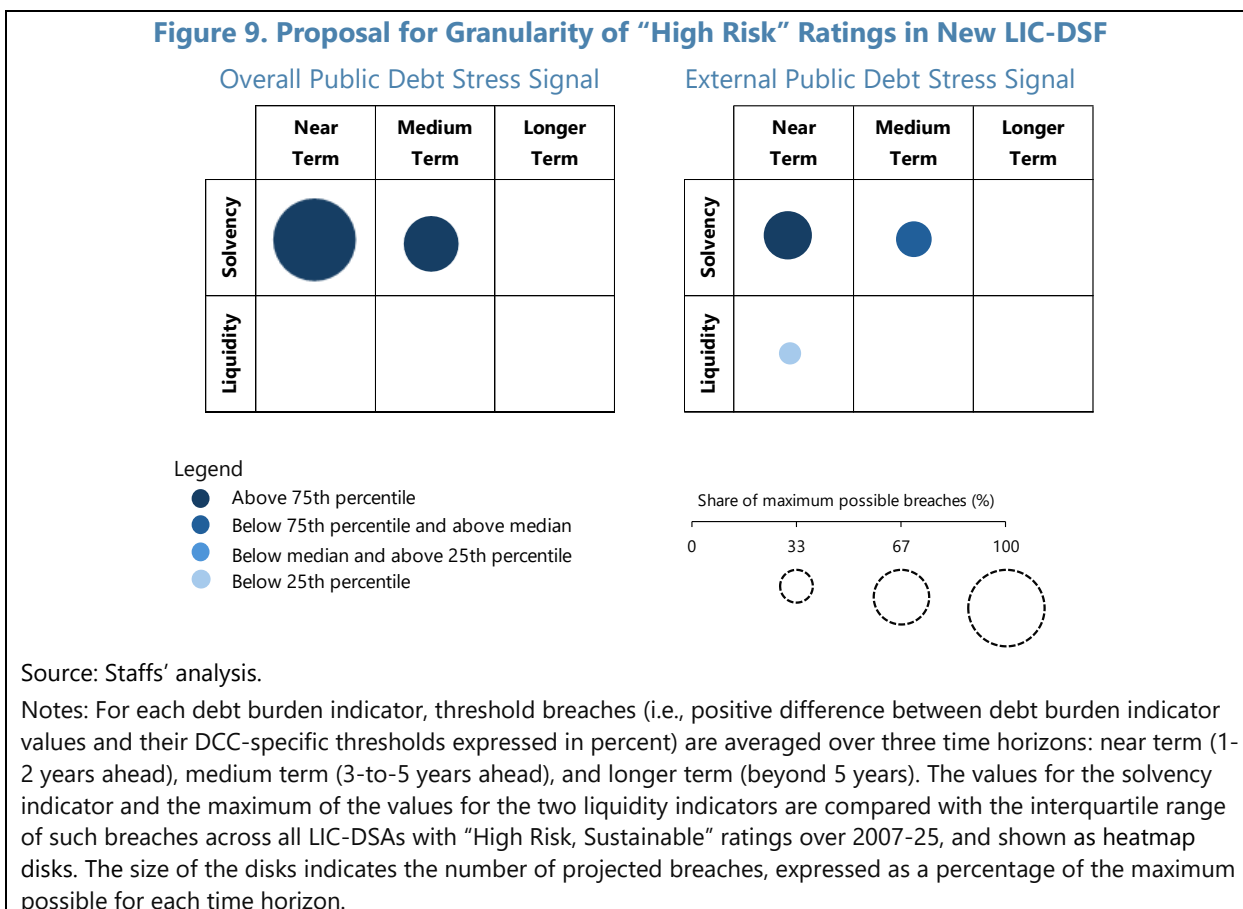 Figure 9. Proposal for Granularity of “High Risk” Ratings in New LIC-DSF
Overall Public Debt Stress Signal
Near Term
Medium Term
Longer Term
Solvency
Liquidity
External Public Debt Stress Signal
Near Term
Medium Term
Longer Term
Solvency
Liquidity
Legend
Above 75th percentile
Below 75th percentile and above median
Below median and above 25th percentile
Below 25th percentile
Share of maximum possible breaches (%)
0 33 67 100
Source: Staffs’ analysis.
Notes: For each debt burden indicator, threshold breaches (i.e., positive difference between debt burden indicator
values and their DCC-specific thresholds expressed in percent) are averaged over three time horizons: near term (1-
2 years ahead), medium term (3-to-5 years ahead), and longer term (beyond 5 years). The values for the solvency
indicator and the maximum of the values for the two liquidity indicators are compared with the interquartile range
of such breaches across all LIC-DSAs with “High Risk, Sustainable” ratings over 2007-25, and shown as heatmap
disks. The size of the disks indicates the number of projected breaches, expressed as a percentage of the maximum
possible for each time horizon.